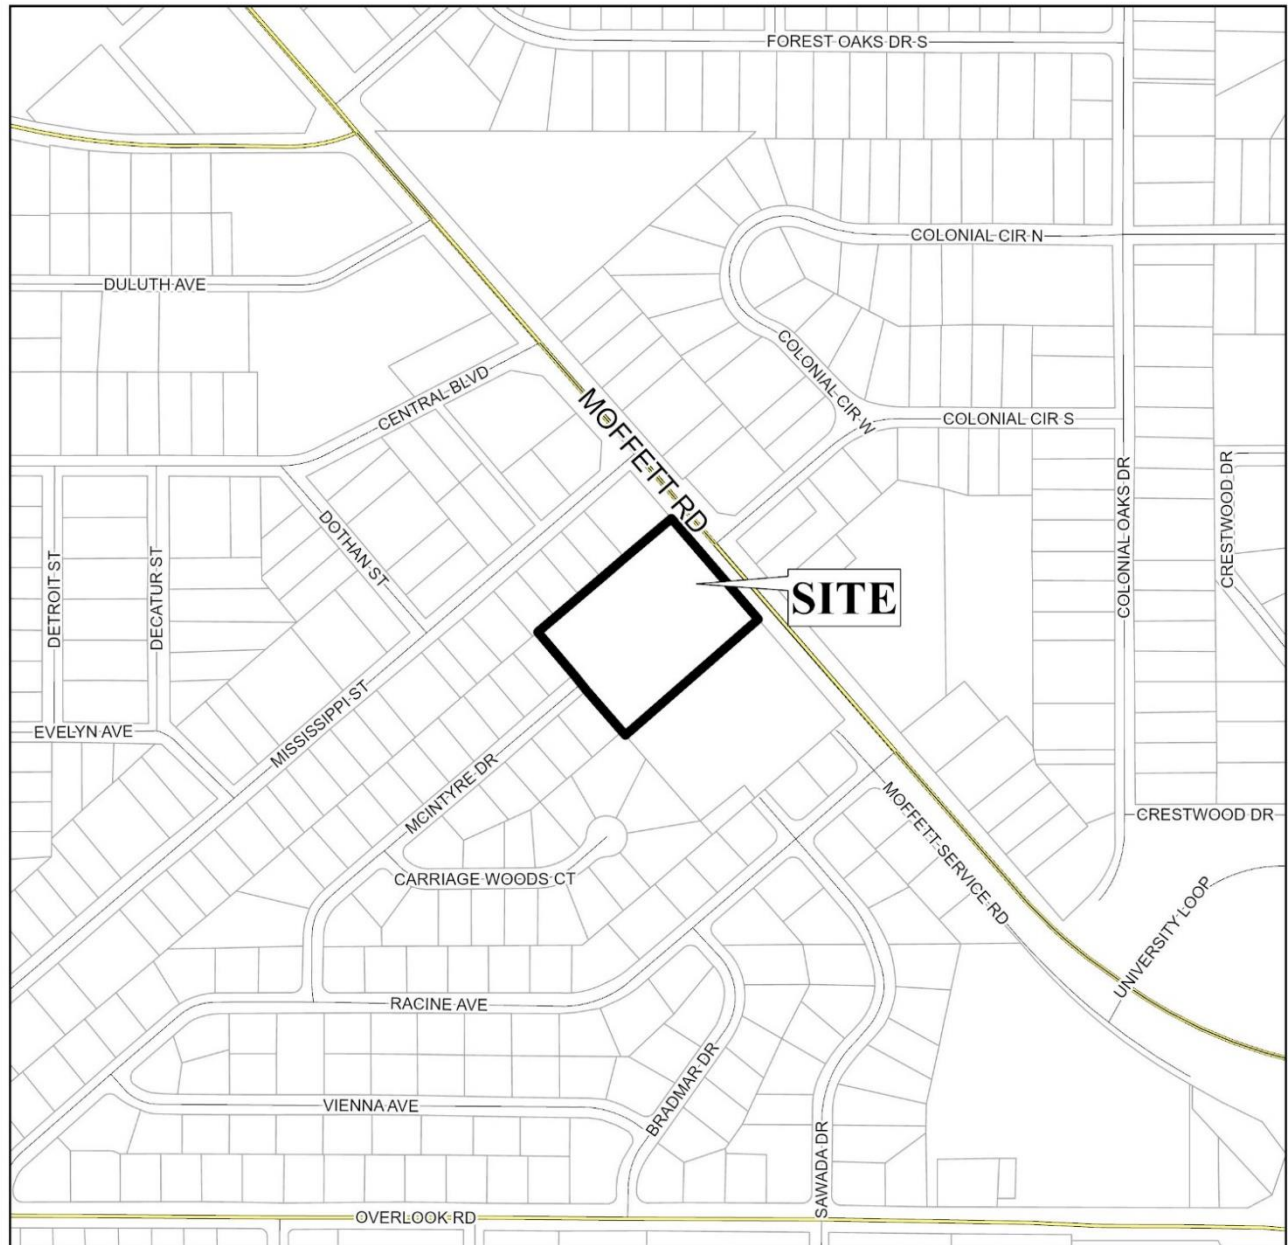 FOREST OAKS DR S
COLONIAL CIR N
DULUTH AVE
COLONIAL CIR W
CENTRAL BLVD
MOFFETT RD
COLONIAL CIR S
COLONIAL OAKS DR
CRESTWOOD DR
DOTHAN ST
DETROIT ST
DECATUR ST
SITE
MISSISSIPPI ST
EVELYN AVE
MCINTYRE DR
MOFFETT SERVICE RD
CRESTWOOD DR
CARRIAGE WOODS CT
UNIVERSITY LOOP
RACINE AVE
BRADMAR DR
VIENNA AVE
SAWADA DR
OVERLOOK RD